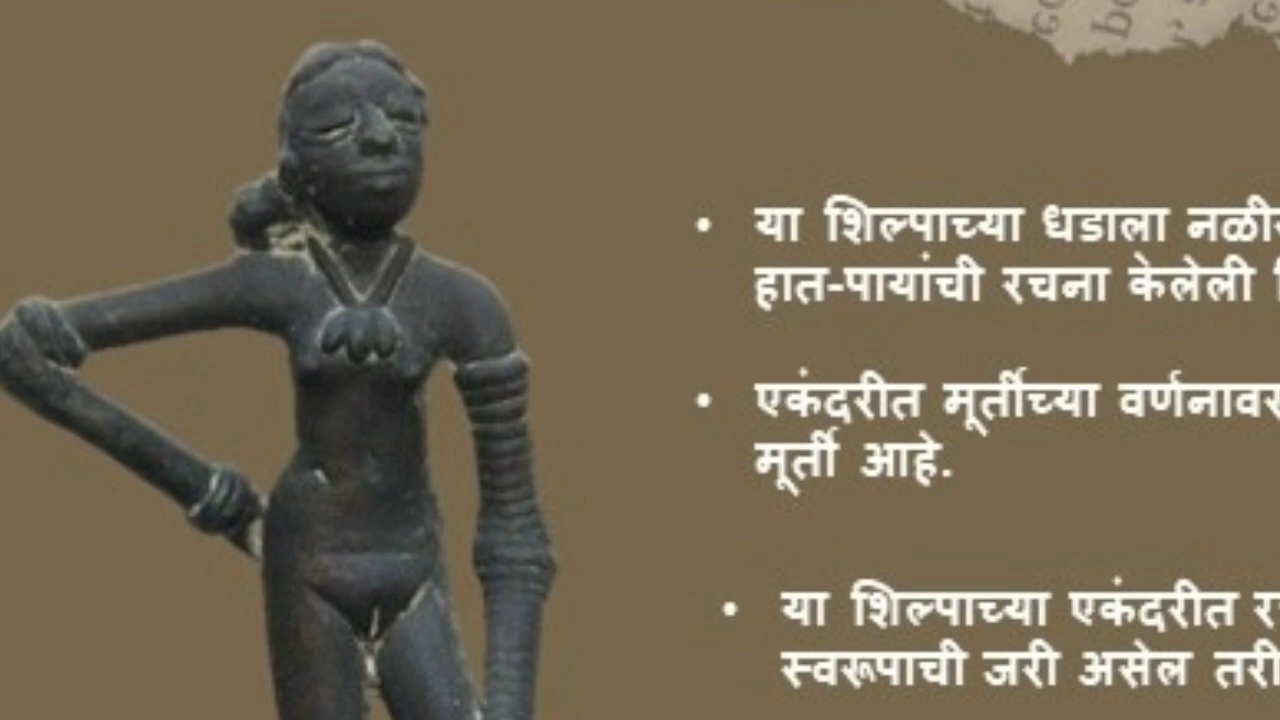 • या शिल्पाच्या धडाला
हात-पायांची रचना केलेली
• एकंदरीत मूर्तीच्या
मूर्ती आहे.
• या शिल्पाच्या एकंदरीत
स्वरूपाची जरी असेल तरी